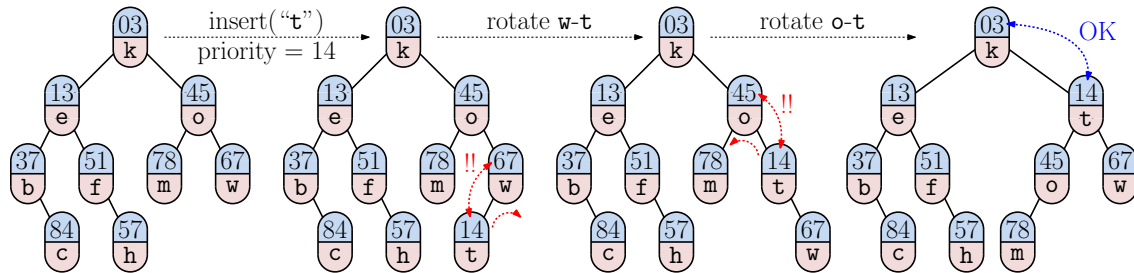 insert("t")
priority = 14
rotate w-t
rotate o-t
03
k
13
e
45
o
37
b
51
f
78
m
67
w
84
c
57
h
03
k
13
e
45
o
37
b
51
f
78
m
!!
67
w
84
c
57
h
14
t
03
k
13
e
45
o
!!
37
b
51
f
78
m
14
t
84
c
57
h
67
w
03
k
OK
13
e
14
t
37
b
51
f
45
o
67
w
84
c
57
h
78
m